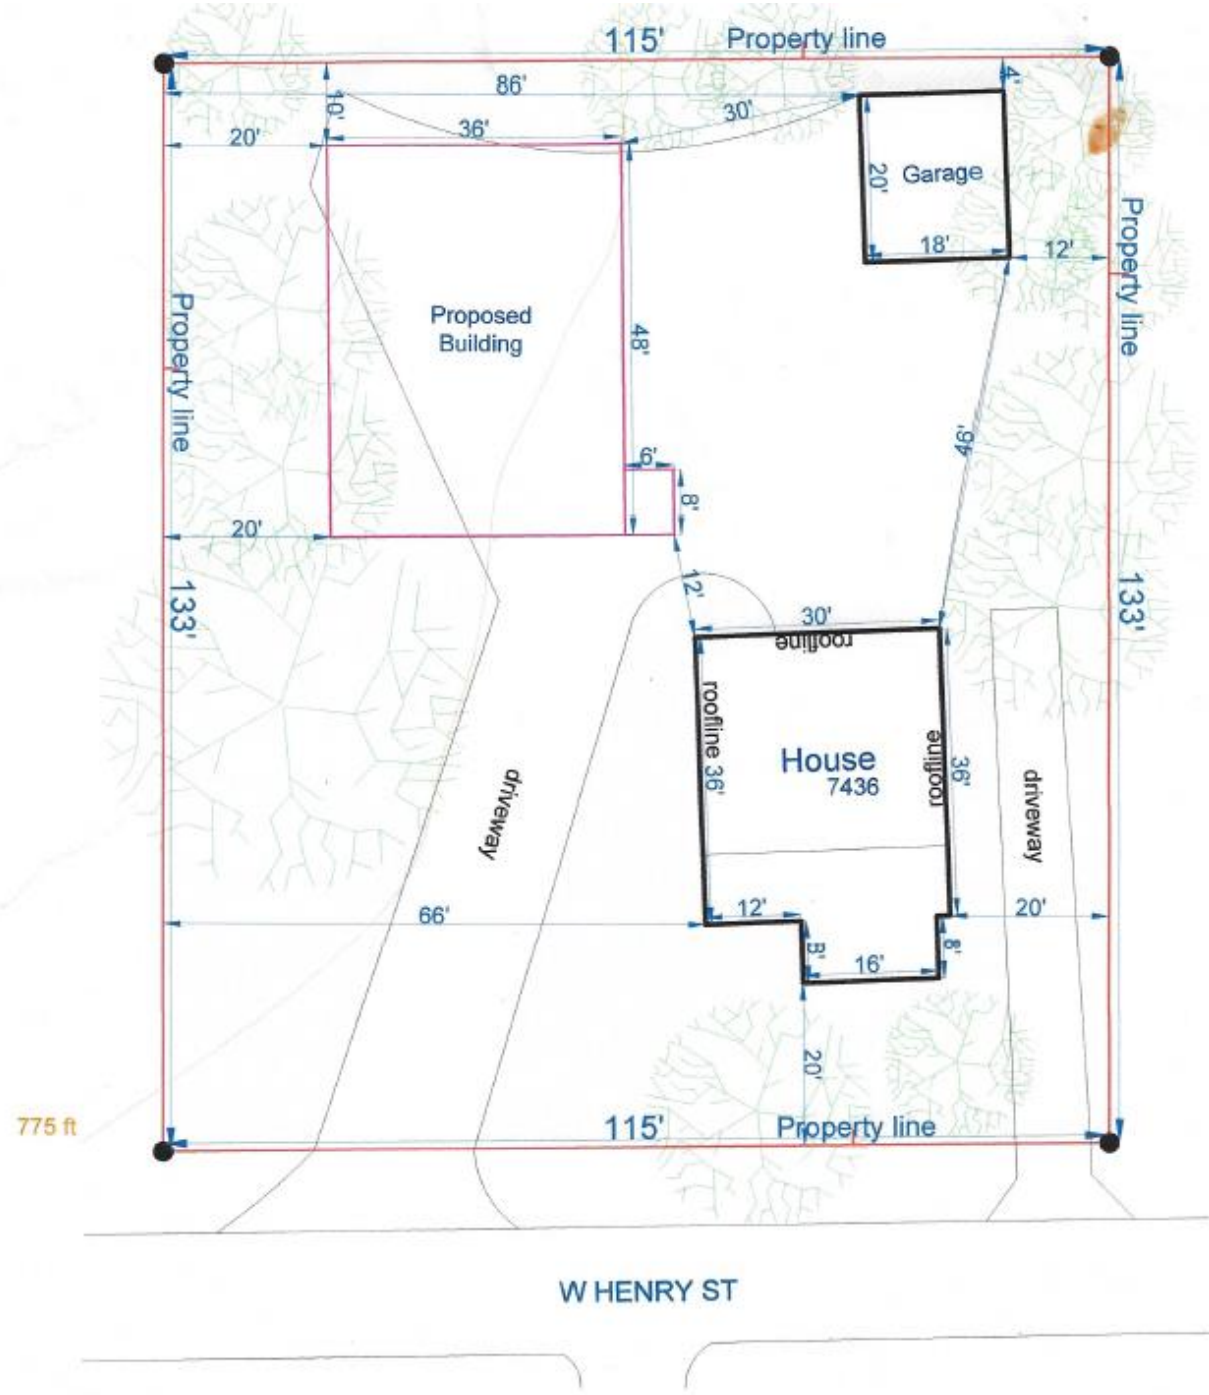 115' Property line
86'
4'
10'
30'
36'
20'
20'
Garage
18'
12'
Property line
Property line
Proposed
Building
48'
49'
6'
8'
20'
12'
133'
133'
30'
roofline
roofline
36'
House
7436
roofline
36'
driveway
driveway
66'
12'
20'
8'
16'
8'
20'
775 ft
115' Property line
W HENRY ST